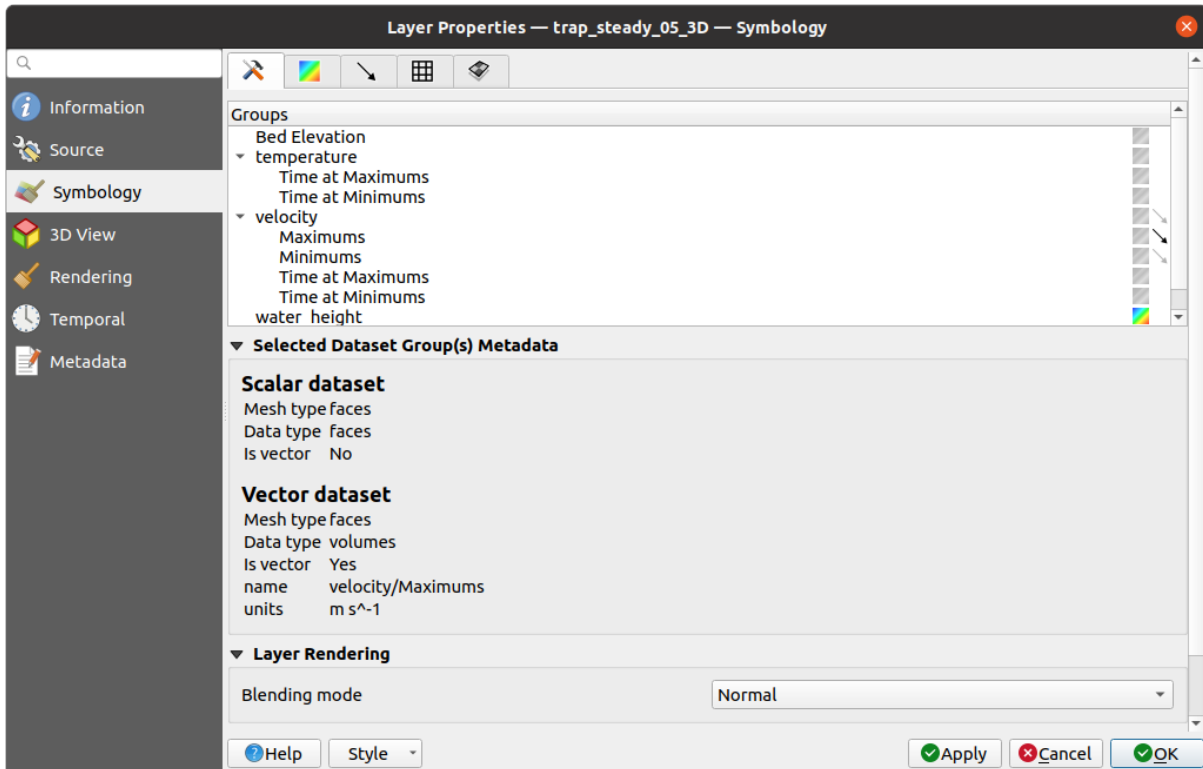 Layer Properties — trap_steady_05_3D — Symbology
Information
Source
Symbology
3D View
Rendering
Temporal
Metadata
Groups
Bed Elevation
temperature
Time at Maximums
Time at Minimums
velocity
Maximums
Minimums
Time at Maximums
Time at Minimums
water_height
Selected Dataset Group(s) Metadata
Scalar dataset
Mesh type faces
Data type faces
Is vector No
Vector dataset
Mesh type faces
Data type volumes
Is vector Yes
name velocity/Maximums
units m s^-1
Layer Rendering
Blending mode Normal
Help Style Apply Cancel OK